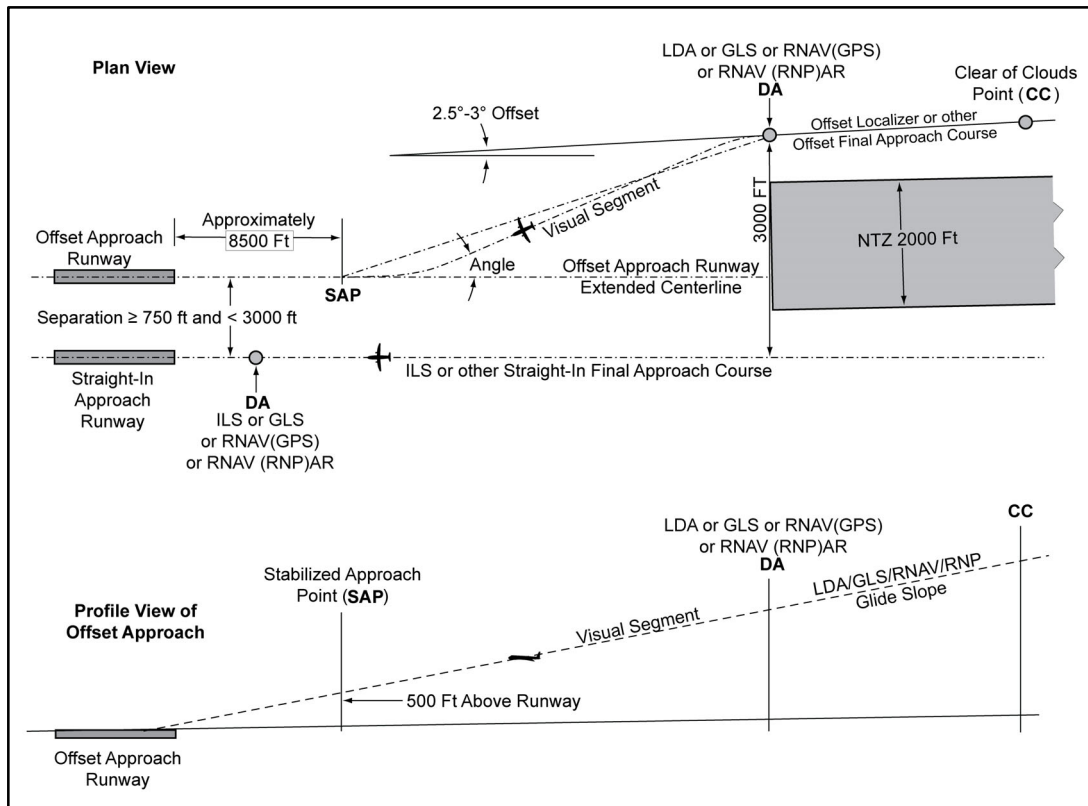 Plan View
LDA or GLS or RNAV(GPS)
or RNAV (RNP)AR
DA
Clear of Clouds
Point (CC)
2.5°-3° Offset
Offset Localizer or other
Offset Final Approach Course
3000 FT
NTZ 2000 Ft
Visual Segment
Approximately
8500 Ft
Offset Approach
Runway
Angle
SAP
Offset Approach Runway
Extended Centerline
Separation ≥ 750 ft and < 3000 ft
ILS or other Straight-In Final Approach Course
Straight-In
Approach
Runway
DA
ILS or GLS
or RNAV(GPS)
or RNAV (RNP)AR
CC
LDA or GLS or RNAV(GPS)
or RNAV (RNP)AR
DA
Stabilized Approach
Point (SAP)
Profile View of
Offset Approach
LDA/GLS/RNAV/RNP
Glide Slope
Visual Segment
500 Ft Above Runway
Offset Approach
Runway